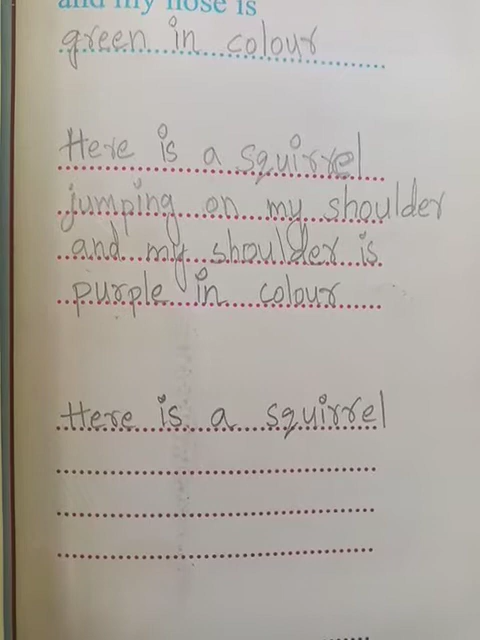 and my nose is
green in colour
Here is a squirrel
jumping on my shoulder
and my shoulder is
purple in colour
Here is a squirrel